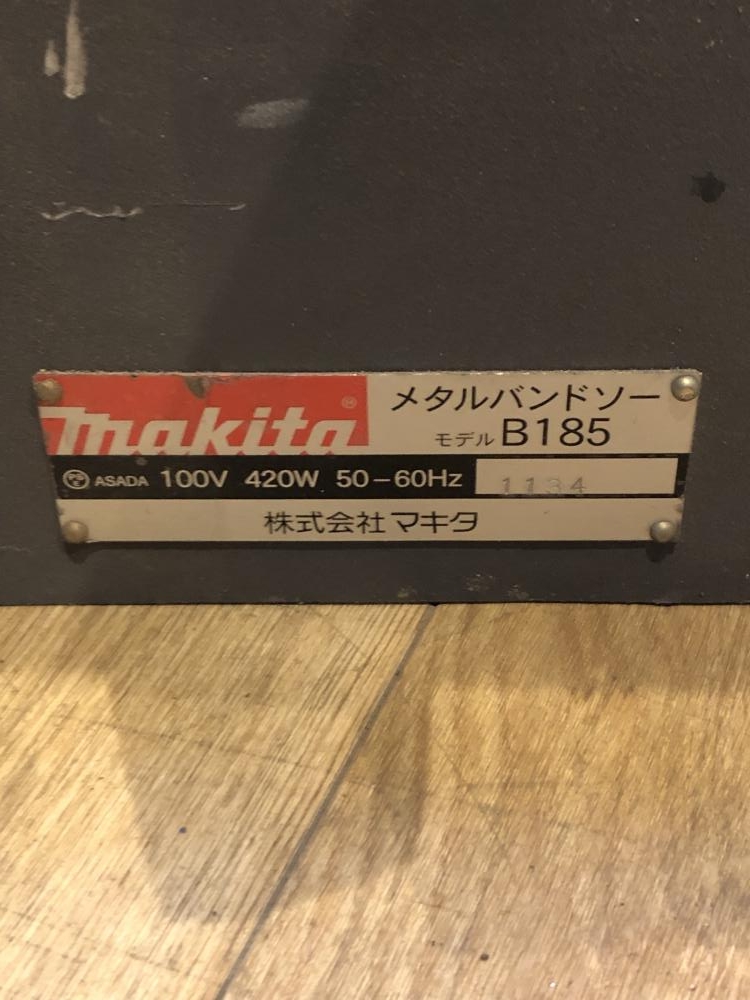 makita®
メタルバンドソー
モデル B185
ASADA 100V 420W 50-60Hz 1134
株式会社マキタ